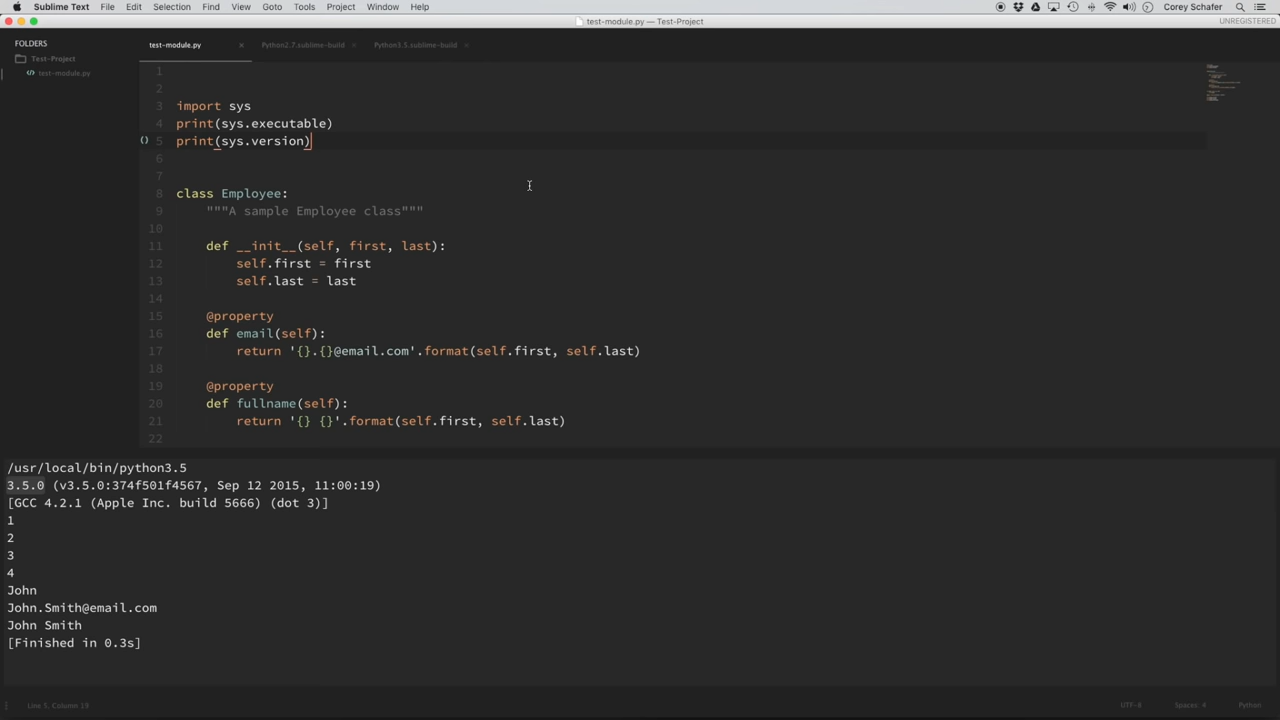 Sublime Text File Edit Selection Find View Goto Tools Project Window Help Corey Schafer
test-module.py — Test-Project UNREGISTERED
FOLDERS
Test-Project
test-module.py
test-module.py × Python2.7.sublime-build × Python3.5.sublime-build ×
1
2
3 import sys
4 print(sys.executable)
() 5 print(sys.version)
6
7
8 class Employee:
9 """A sample Employee class"""
10
11 def __init__(self, first, last):
12 self.first = first
13 self.last = last
14
15 @property
16 def email(self):
17 return '{}.{}@email.com'.format(self.first, self.last)
18
19 @property
20 def fullname(self):
21 return '{} {}'.format(self.first, self.last)
22
/usr/local/bin/python3.5
3.5.0 (v3.5.0:374f501f4567, Sep 12 2015, 11:00:19)
[GCC 4.2.1 (Apple Inc. build 5666) (dot 3)]
1
2
3
4
John
John.Smith@email.com
John Smith
[Finished in 0.3s]
Line 5, Column 19 Spaces: 4 Python